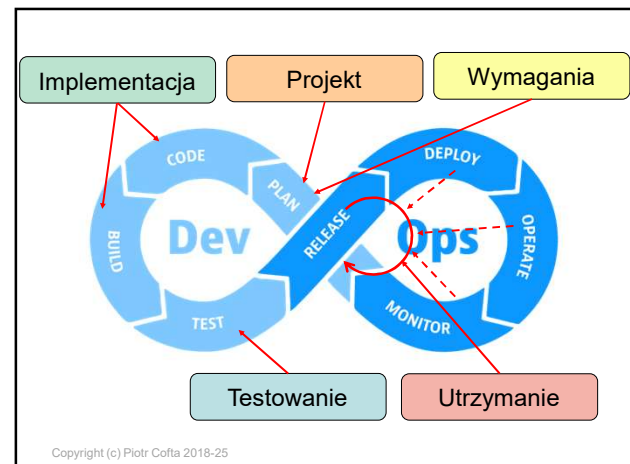 Implementacja
Projekt
Wymagania
CODE
PLAN
DEPLOY
BUILD
Dev
RELEASE
Ops
OPERATE
TEST
MONITOR
Testowanie
Utrzymanie
Copyright (c) Piotr Cofta 2018-25